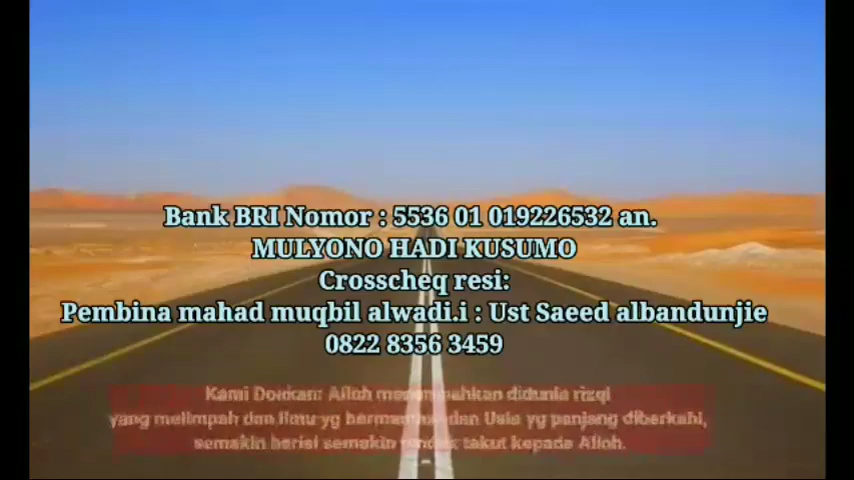 Bank BRI Nomor : 5536 01 019226532 an.
MULYONO HADI KUSUMO
Crosscheq resi:
Pembina mahad muqbil alwadi.i : Ust Saeed albandunjie
0822 8356 3459
Kami Doakan: Alloh didunia rizqi
yang melimpah dan Ilmu yg dan Usia yg panjang diberkahi,
semakin berisi semakin takut kepada Alloh.